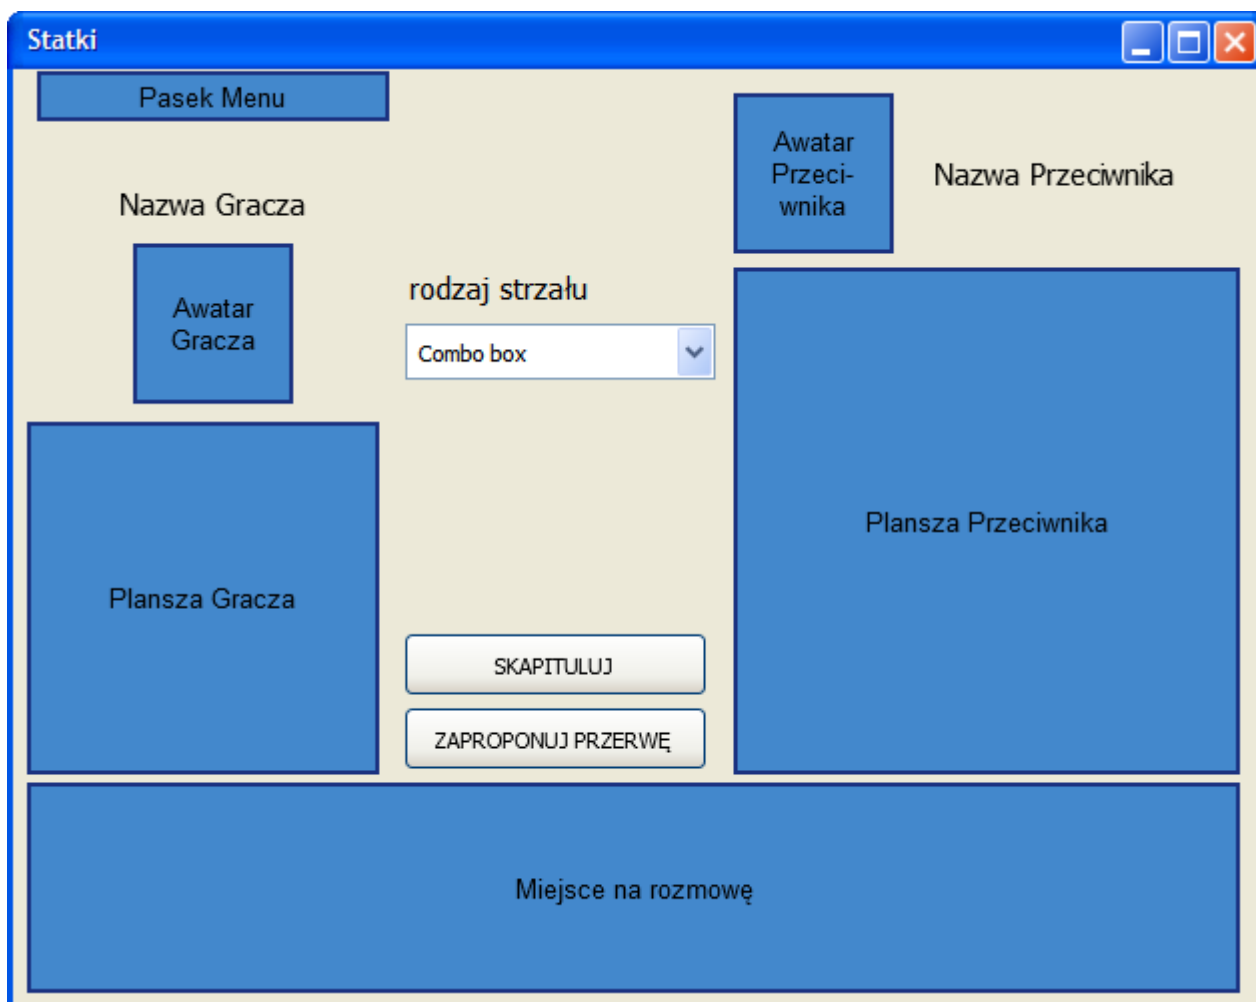 Statki
Pasek Menu
Nazwa Gracza
Awatar
Gracza
Plansza Gracza
rodzaj strzału
Combo box
SKAPITULUJ
ZAPROPONUJ PRZERWĘ
Awatar
Przeci-
wnika
Nazwa Przeciwnika
Plansza Przeciwnika
Miejsce na rozmowę